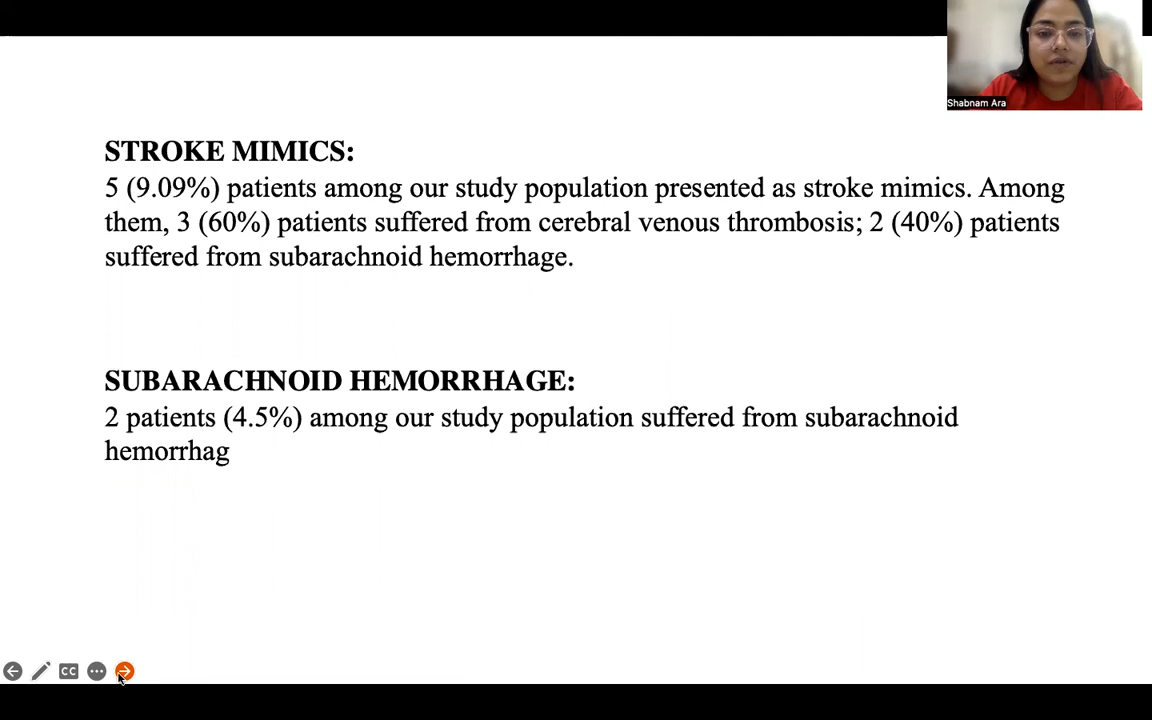 Shabnam Ara
STROKE MIMICS:
5 (9.09%) patients among our study population presented as stroke mimics. Among
them, 3 (60%) patients suffered from cerebral venous thrombosis; 2 (40%) patients
suffered from subarachnoid hemorrhage.
SUBARACHNOID HEMORRHAGE:
2 patients (4.5%) among our study population suffered from subarachnoid
hemorrhag
CC